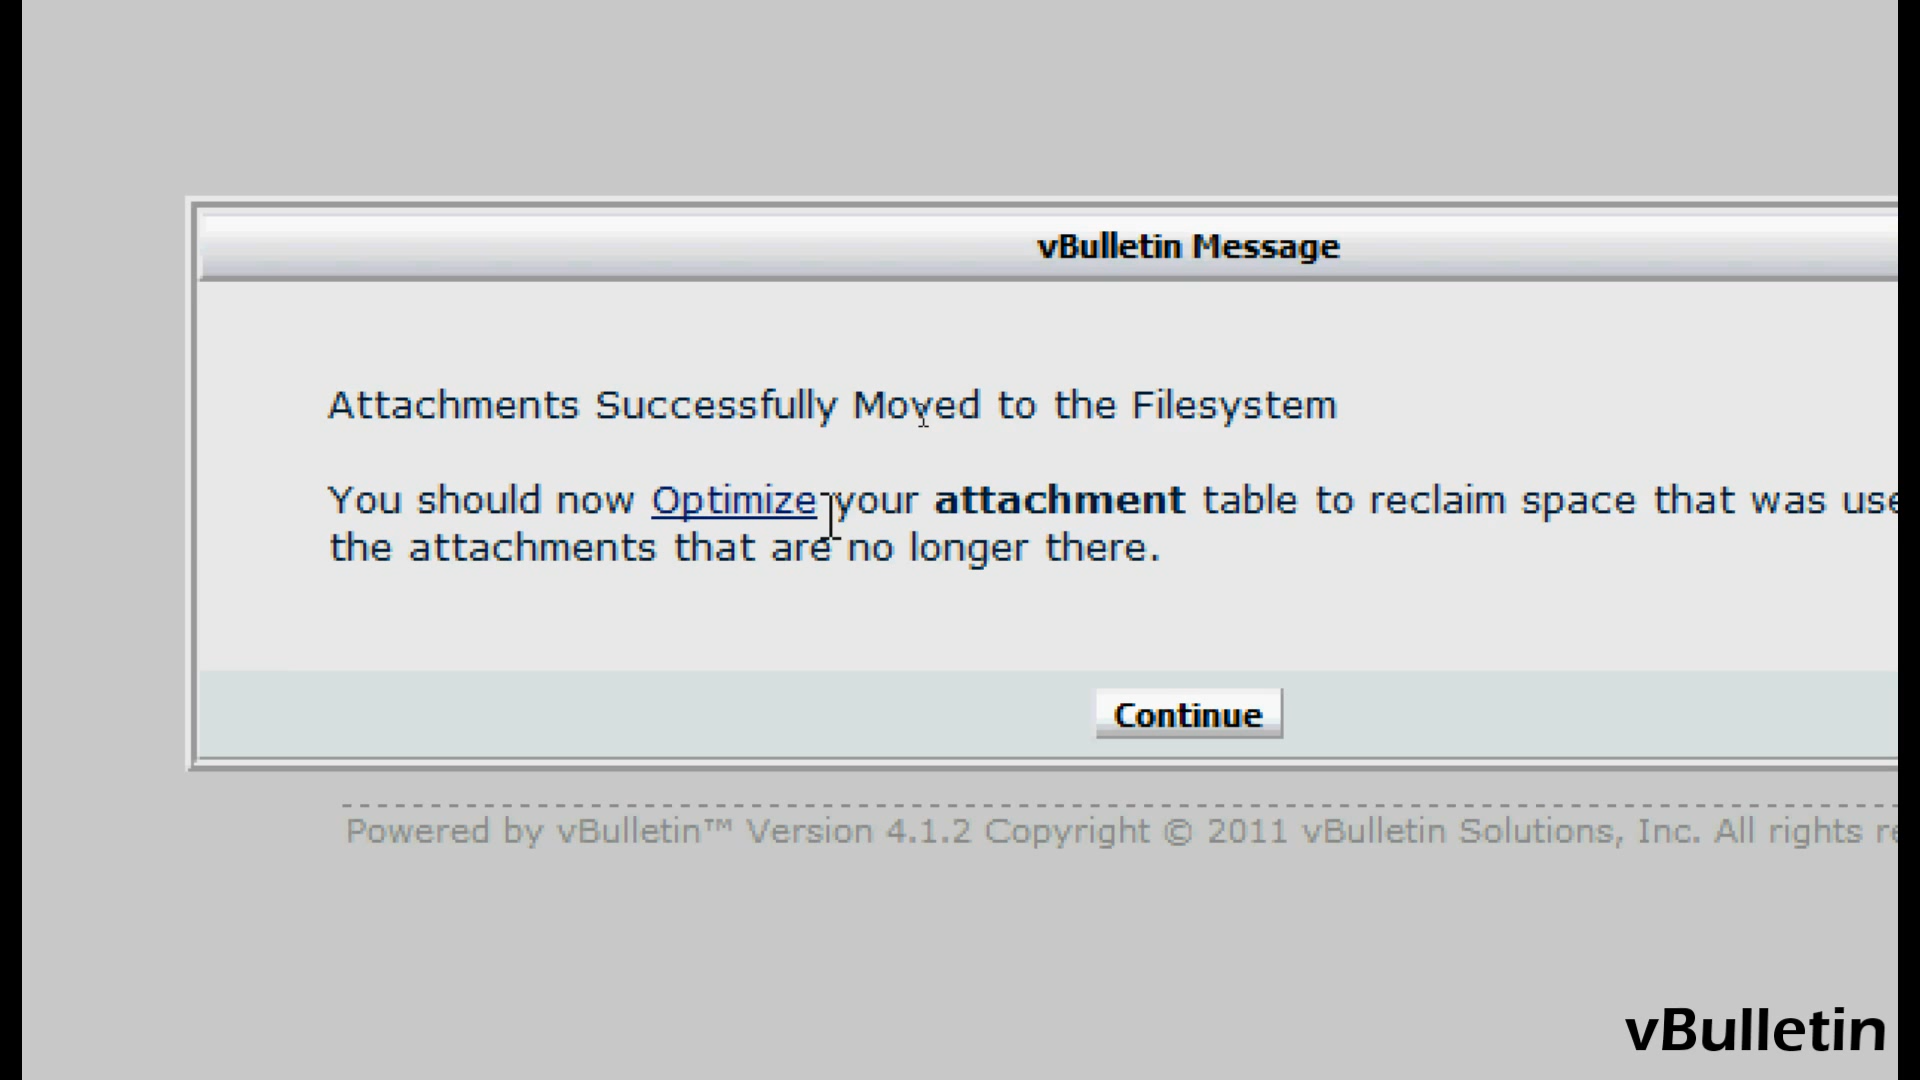 vBulletin Message
Attachments Successfully Moved to the Filesystem
You should now Optimize your attachment table to reclaim space that was
the attachments that are no longer there.
Continue
Powered by vBulletin™ Version 4.1.2 Copyright © 2011 vBulletin Solutions, Inc. All rights
vBulletin